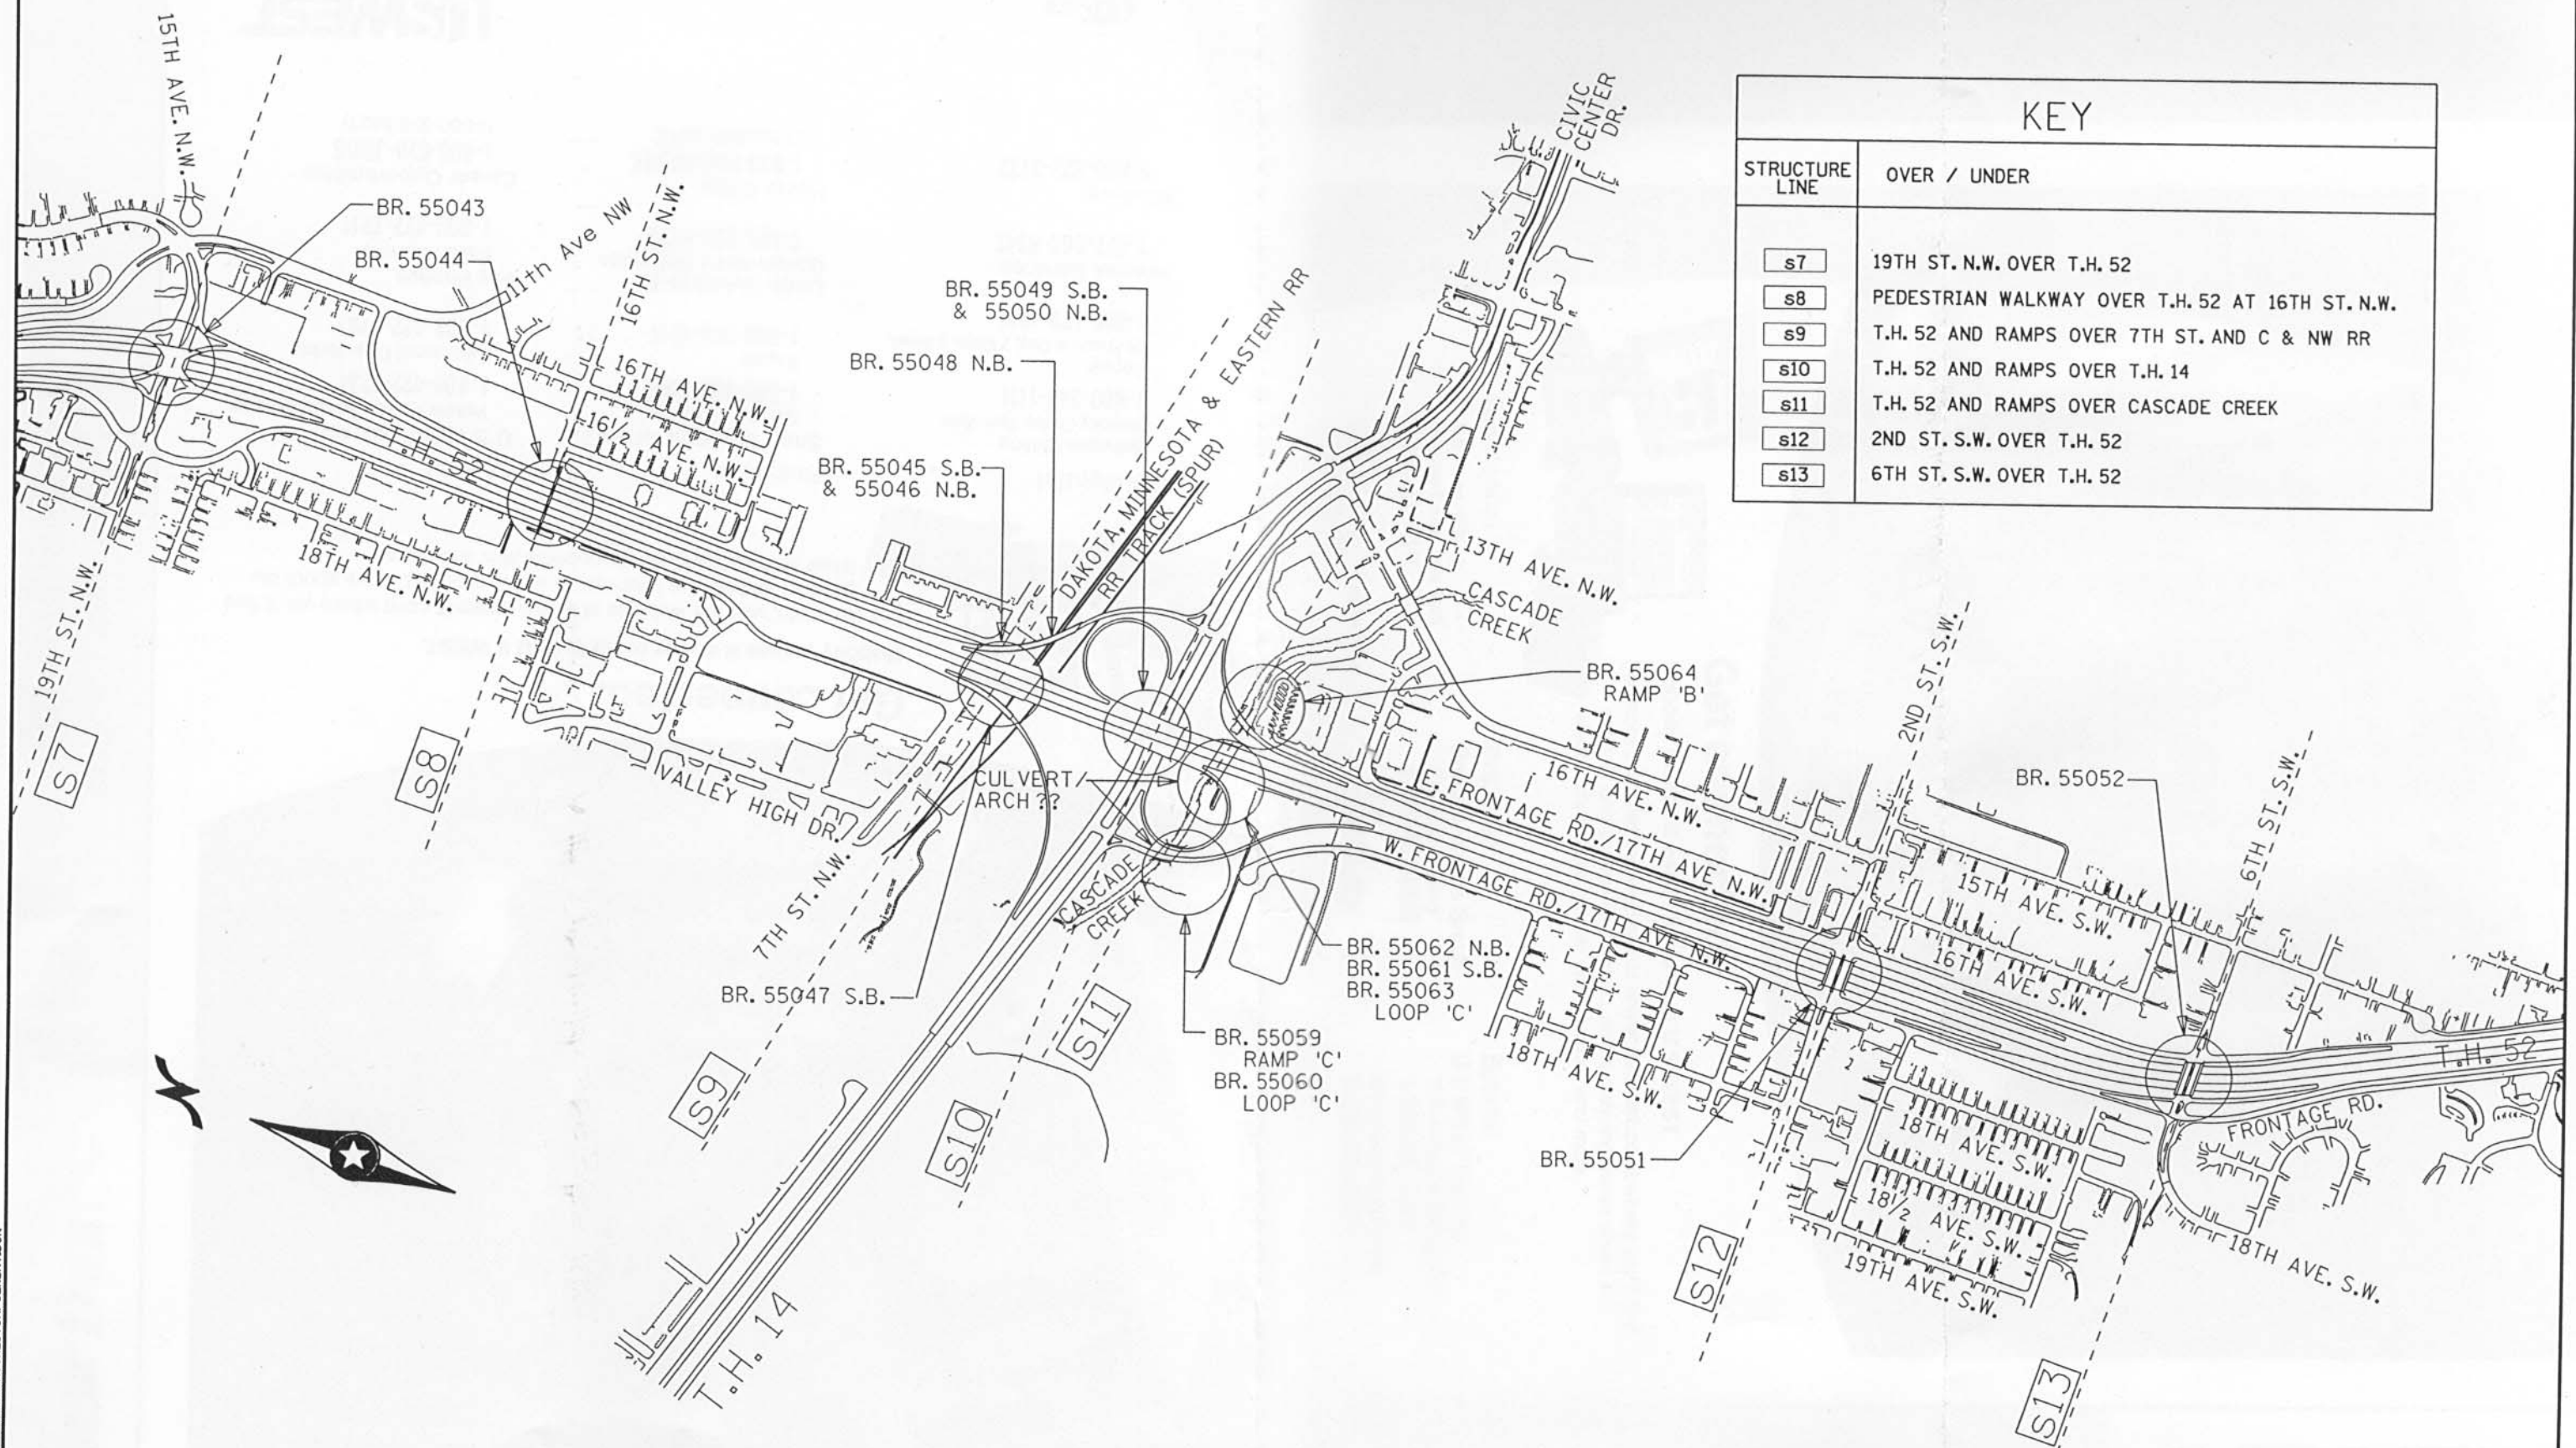 KEY
STRUCTURE LINE
OVER / UNDER
s7
19TH ST. N.W. OVER T.H. 52
s8
PEDESTRIAN WALKWAY OVER T.H. 52 AT 16TH ST. N.W.
s9
T.H. 52 AND RAMPS OVER 7TH ST. AND C & NW RR
s10
T.H. 52 AND RAMPS OVER T.H. 14
s11
T.H. 52 AND RAMPS OVER CASCADE CREEK
s12
2ND ST. S.W. OVER T.H. 52
s13
6TH ST. S.W. OVER T.H. 52
15TH AVE. N.W.
BR. 55043
BR. 55044
11th Ave NW
16TH ST. N.W.
16TH AVE. N.W.
16 1/2 AVE. N.W.
T.H. 52
18TH AVE. N.W.
19TH ST. N.W.
S7
S8
BR. 55049 S.B.
& 55050 N.B.
BR. 55048 N.B.
BR. 55045 S.B.
& 55046 N.B.
DAKOTA, MINNESOTA & EASTERN RR
RR TRACK (SPUR)
CIVIC
CENTER
DR.
13TH AVE. N.W.
CASCADE
CREEK
BR. 55064
RAMP 'B'
VALLEY HIGH DR.
CULVERT/
ARCH ??
7TH ST. N.W.
BR. 55047 S.B.
CASCADE
CREEK
16TH AVE. N.W.
E. FRONTAGE RD./17TH AVE N.W.
W. FRONTAGE RD./17TH AVE N.W.
BR. 55062 N.B.
BR. 55061 S.B.
BR. 55063
LOOP 'C'
BR. 55059
RAMP 'C'
BR. 55060
LOOP 'C'
S9
S10
S11
T.H. 14
N
2ND ST. S.W.
BR. 55052
6TH ST. S.W.
15TH AVE. S.W.
16TH AVE. S.W.
18TH AVE. S.W.
BR. 55051
18TH AVE. S.W.
18 1/2 AVE. S.W.
19TH AVE. S.W.
T.H. 52
FRONTAGE RD.
18TH AVE. S.W.
S12
S13